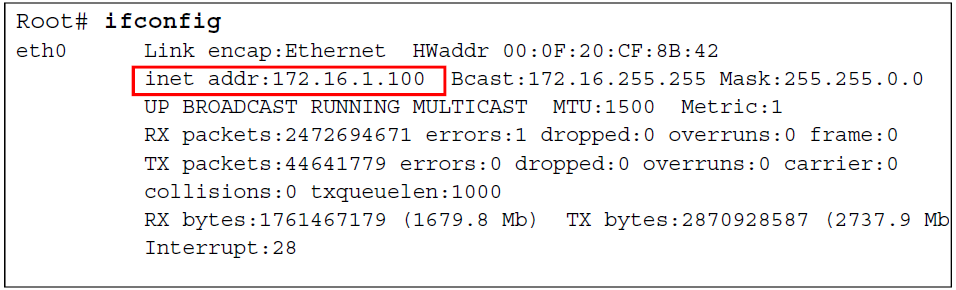 Root# ifconfig
eth0 Link encap:Ethernet HWaddr 00:0F:20:CF:8B:42
inet addr:172.16.1.100 Bcast:172.16.255.255 Mask:255.255.0.0
UP BROADCAST RUNNING MULTICAST MTU:1500 Metric:1
RX packets:2472694671 errors:1 dropped:0 overruns:0 frame:0
TX packets:44641779 errors:0 dropped:0 overruns:0 carrier:0
collisions:0 txqueuelen:1000
RX bytes:1761467179 (1679.8 Mb) TX bytes:2870928587 (2737.9 Mb
Interrupt:28